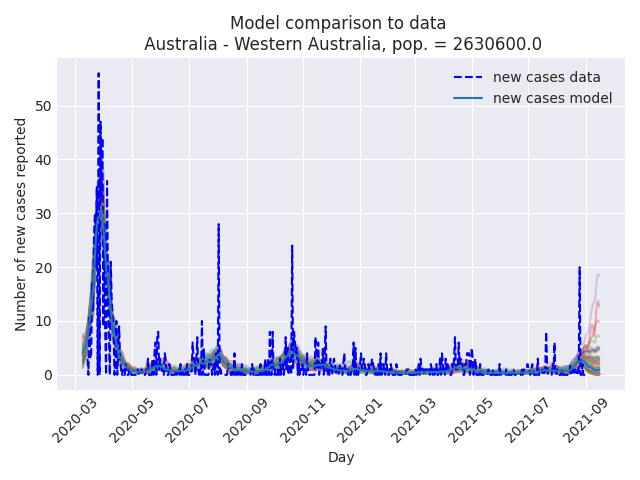 Model comparison to data
Australia - Western Australia, pop. = 2630600.0
new cases data
new cases model
Number of new cases reported
50
40
30
20
10
0
2020-03
2020-05
2020-07
2020-09
2020-11
2021-01
2021-03
2021-05
2021-07
2021-09
Day